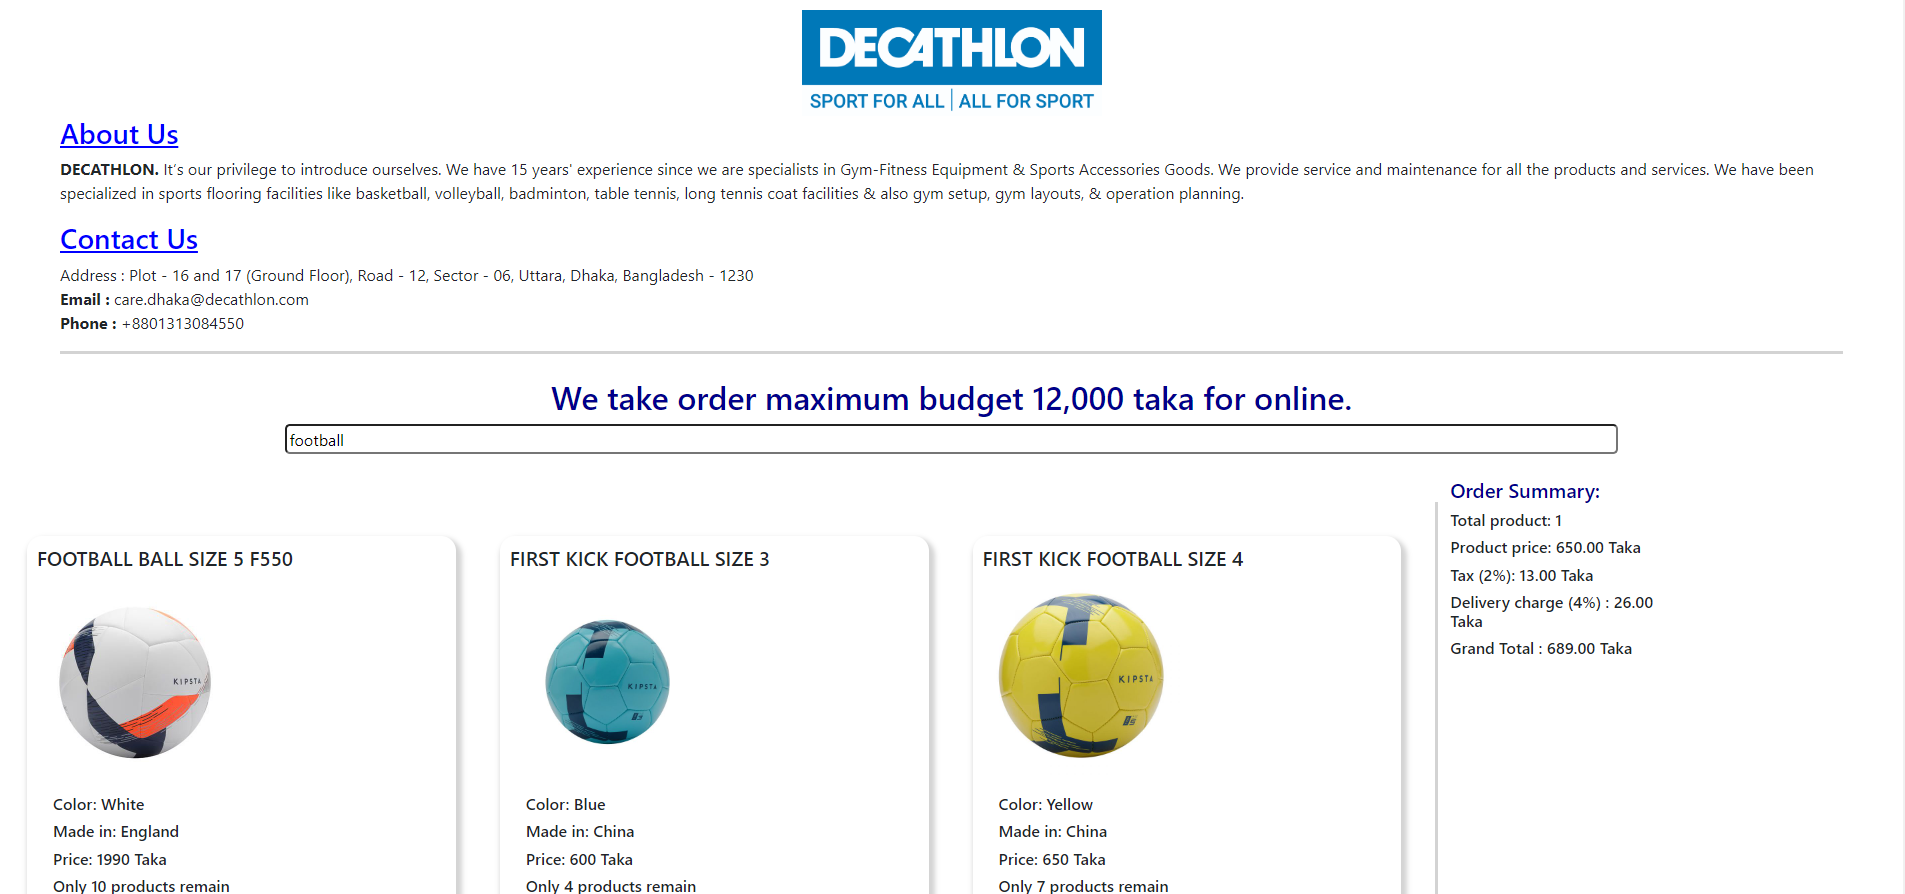 DECATHLON
SPORT FOR ALL | ALL FOR SPORT
About Us
DECATHLON. It's our privilege to introduce ourselves. We have 15 years' experience since we are specialists in Gym-Fitness Equipment & Sports Accessories Goods. We provide service and maintenance for all the products and services. We have been
specialized in sports flooring facilities like basketball, volleyball, badminton, table tennis, long tennis coat facilities & also gym setup, gym layouts, & operation planning.
Contact Us
Address : Plot - 16 and 17 (Ground Floor), Road - 12, Sector - 06, Uttara, Dhaka, Bangladesh - 1230
Email : care.dhaka@decathlon.com
Phone : +8801313084550
We take order maximum budget 12,000 taka for online.
football
FOOTBALL BALL SIZE 5 F550
KIPSTA
Color: White
Made in: England
Price: 1990 Taka
Only 10 products remain
FIRST KICK FOOTBALL SIZE 3
KIPSTA
Color: Blue
Made in: China
Price: 600 Taka
Only 4 products remain
FIRST KICK FOOTBALL SIZE 4
KIPSTA
Color: Yellow
Made in: China
Price: 650 Taka
Only 7 products remain
Order Summary:
Total product: 1
Product price: 650.00 Taka
Tax (2%): 13.00 Taka
Delivery charge (4%) : 26.00
Taka
Grand Total : 689.00 Taka